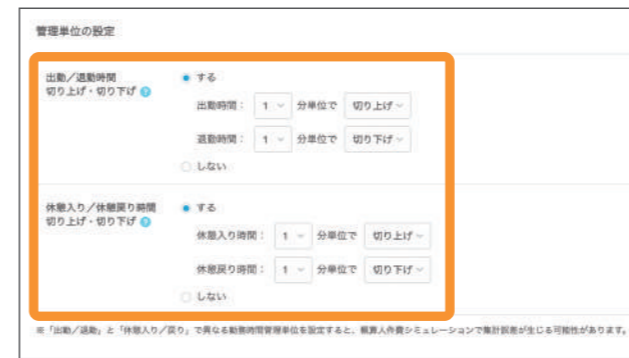 管理単位の設定
出勤／退勤時間
切り上げ・切り下げ ?
する
出勤時間： 1 分単位で 切り上げ
退勤時間： 1 分単位で 切り下げ
しない
休憩入り／休憩戻り時間
切り上げ・切り下げ ?
する
休憩入り時間： 1 分単位で 切り上げ
休憩戻り時間： 1 分単位で 切り下げ
しない
※「出勤／退勤」と「休憩入り／戻り」で異なる勤務時間管理単位を設定すると、概算人件費シミュレーションで集計誤差が生じる可能性があります。